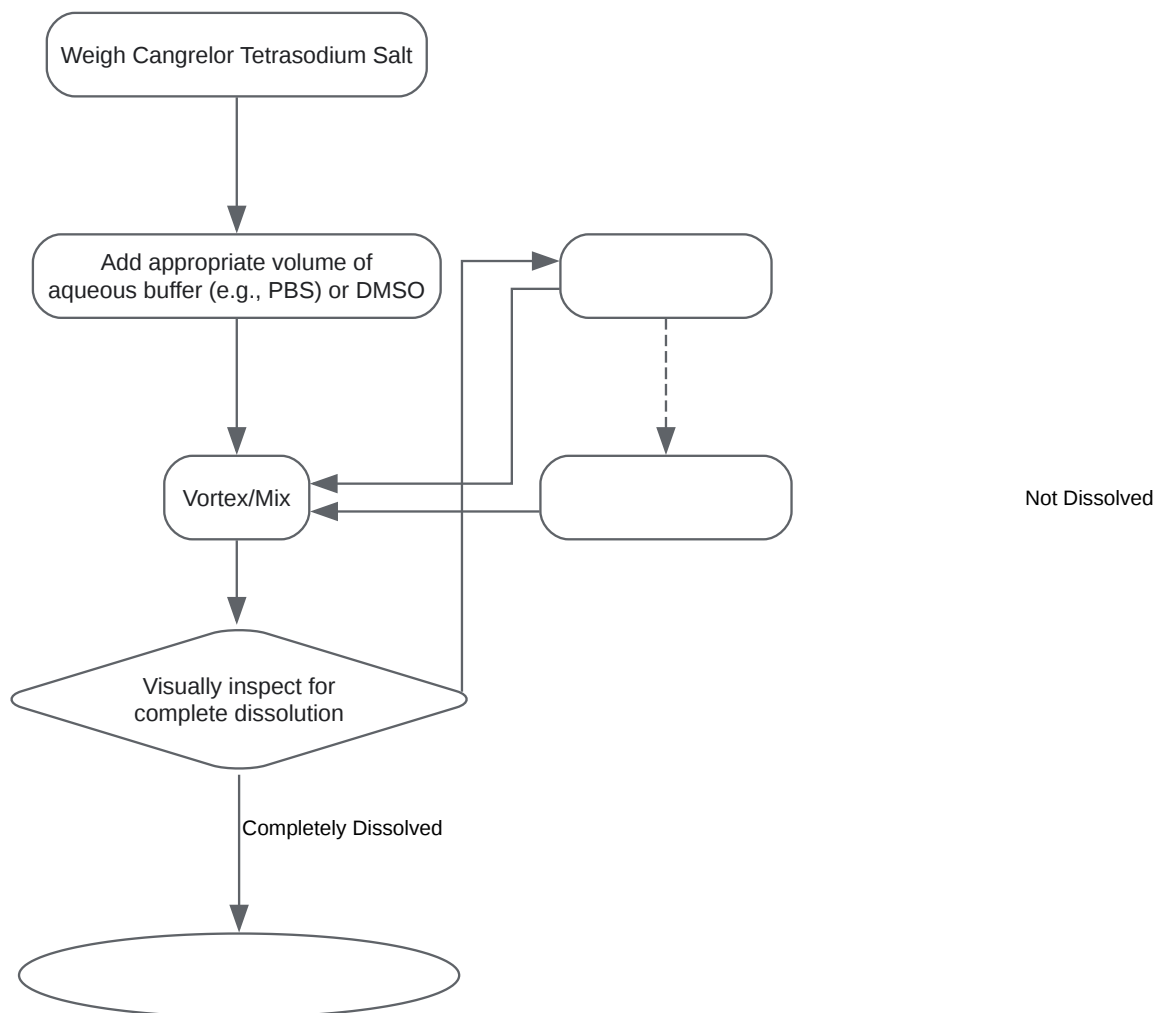 Weigh Cangrelor Tetrasodium Salt
Add appropriate volume of
aqueous buffer (e.g., PBS) or DMSO
Vortex/Mix
Not Dissolved
Visually inspect for
complete dissolution
Completely Dissolved